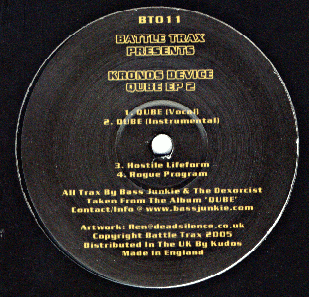 BT011
BATTLE TRAX
PRESENTS
KRONOS DEVICE
QUBE EP 2
1. QUBE (Vocal)
2. QUBE (Instrumental)
3. Hostile Lifeform
4. Rogue Program
All Trax By Bass Junkie & The Dexorcist
Taken From The Album 'QUBE'
Contact/Info @ www.bassjunkie.com
Artwork: Ren@deadsilence.co.uk
Copyright Battle Trax 2005
Distributed In The UK By Kudos
Made In England